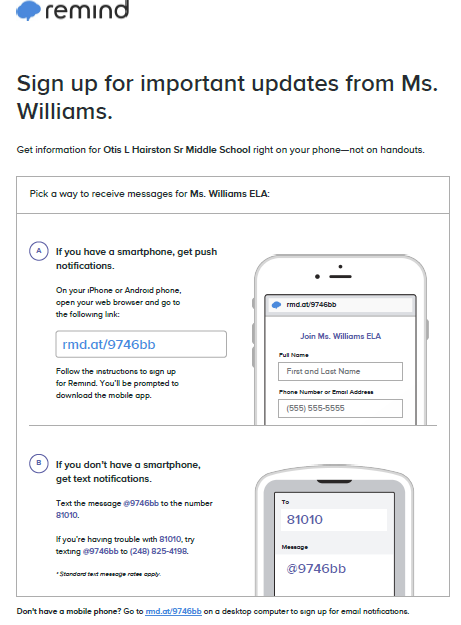 remind
Sign up for important updates from Ms.
Williams.
Get information for Otis L Hairston Sr Middle School right on your phone—not on handouts.
Pick a way to receive messages for Ms. Williams ELA:
A
If you have a smartphone, get push
notifications.
On your iPhone or Android phone,
open your web browser and go to
the following link:
rmd.at/9746bb
Follow the instructions to sign up
for Remind. You'll be prompted to
download the mobile app.
rmd.at/9746bb
Join Ms. Williams ELA
Full Name
First and Last Name
Phone Number or Email Address
(555) 555-5555
B
If you don't have a smartphone,
get text notifications.
Text the message @9746bb to the number
81010.
If you're having trouble with 81010, try
texting @9746bb to (248) 825-4198.
* Standard text message rates apply.
To
81010
Message
@9746bb
Don't have a mobile phone? Go to rmd.at/9746bb on a desktop computer to sign up for email notifications.